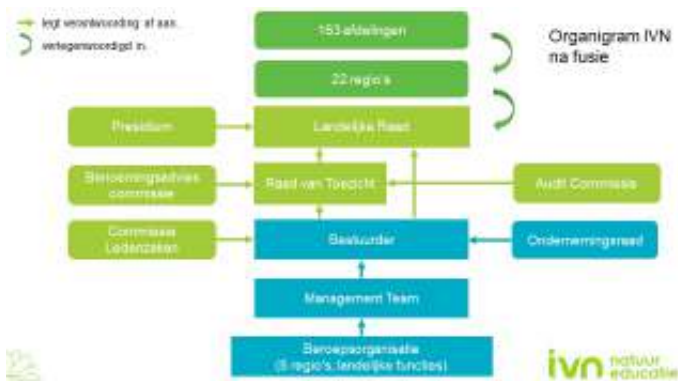 legt verantwoording af aan
vertegenwoordigd in
Organigram IVN
na fusie
163 afdelingen
22 regio's
Presidium
Landelijke Raad
Benoemingsadvies
commissie
Raad van Toezicht
Audit Commissie
Commissie
Ledenzaken
Bestuurder
Ondernemingsraad
Management Team
Beroepsorganisatie
regio's, landelijke functies)
ivn natuur
educatie